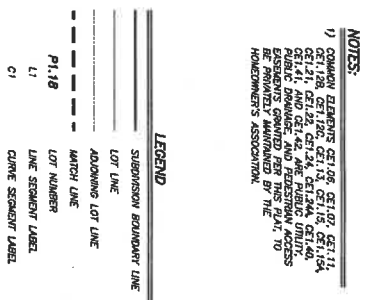 NOTES:
1) COMMON ELEMENTS CE1.06, CE1.07, CE1.11,
CE1.12B, CE1.12C, CE1.13, CE1.15, CE1.15A,
CE1.21, CE1.22, CE1.24, CE1.24A, CE1.40,
CE1.41, AND CE1.42, ARE PUBLIC UTILITY,
PUBLIC DRAINAGE, AND PEDESTRIAN ACCESS
EASEMENTS GRANTED PER THIS PLAT, TO
BE PRIVATELY MAINTAINED BY THE
HOMEOWNER'S ASSOCIATION.
LEGEND
SUBDIVISION BOUNDARY LINE
LOT LINE
ADJOINING LOT LINE
MATCH LINE
P1.18 LOT NUMBER
L1 LINE SEGMENT LABEL
C1 CURVE SEGMENT LABEL